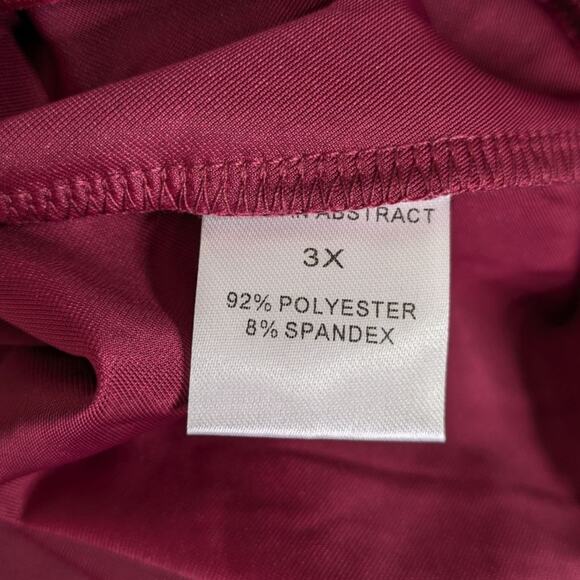 ABSTRACT
3X
92% POLYESTER
8% SPANDEX